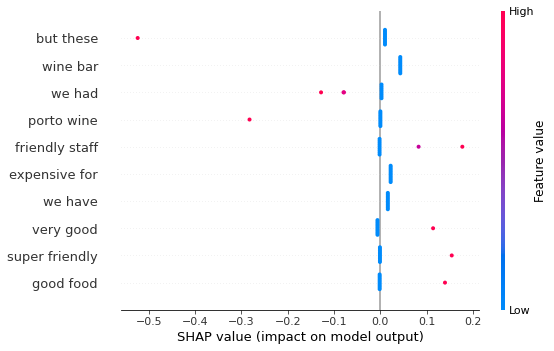 High
but these
wine bar
we had
porto wine
friendly staff
expensive for
we have
very good
super friendly
good food
Low
Feature value
−0.5 −0.4 −0.3 −0.2 −0.1 0.0 0.1 0.2
SHAP value (impact on model output)